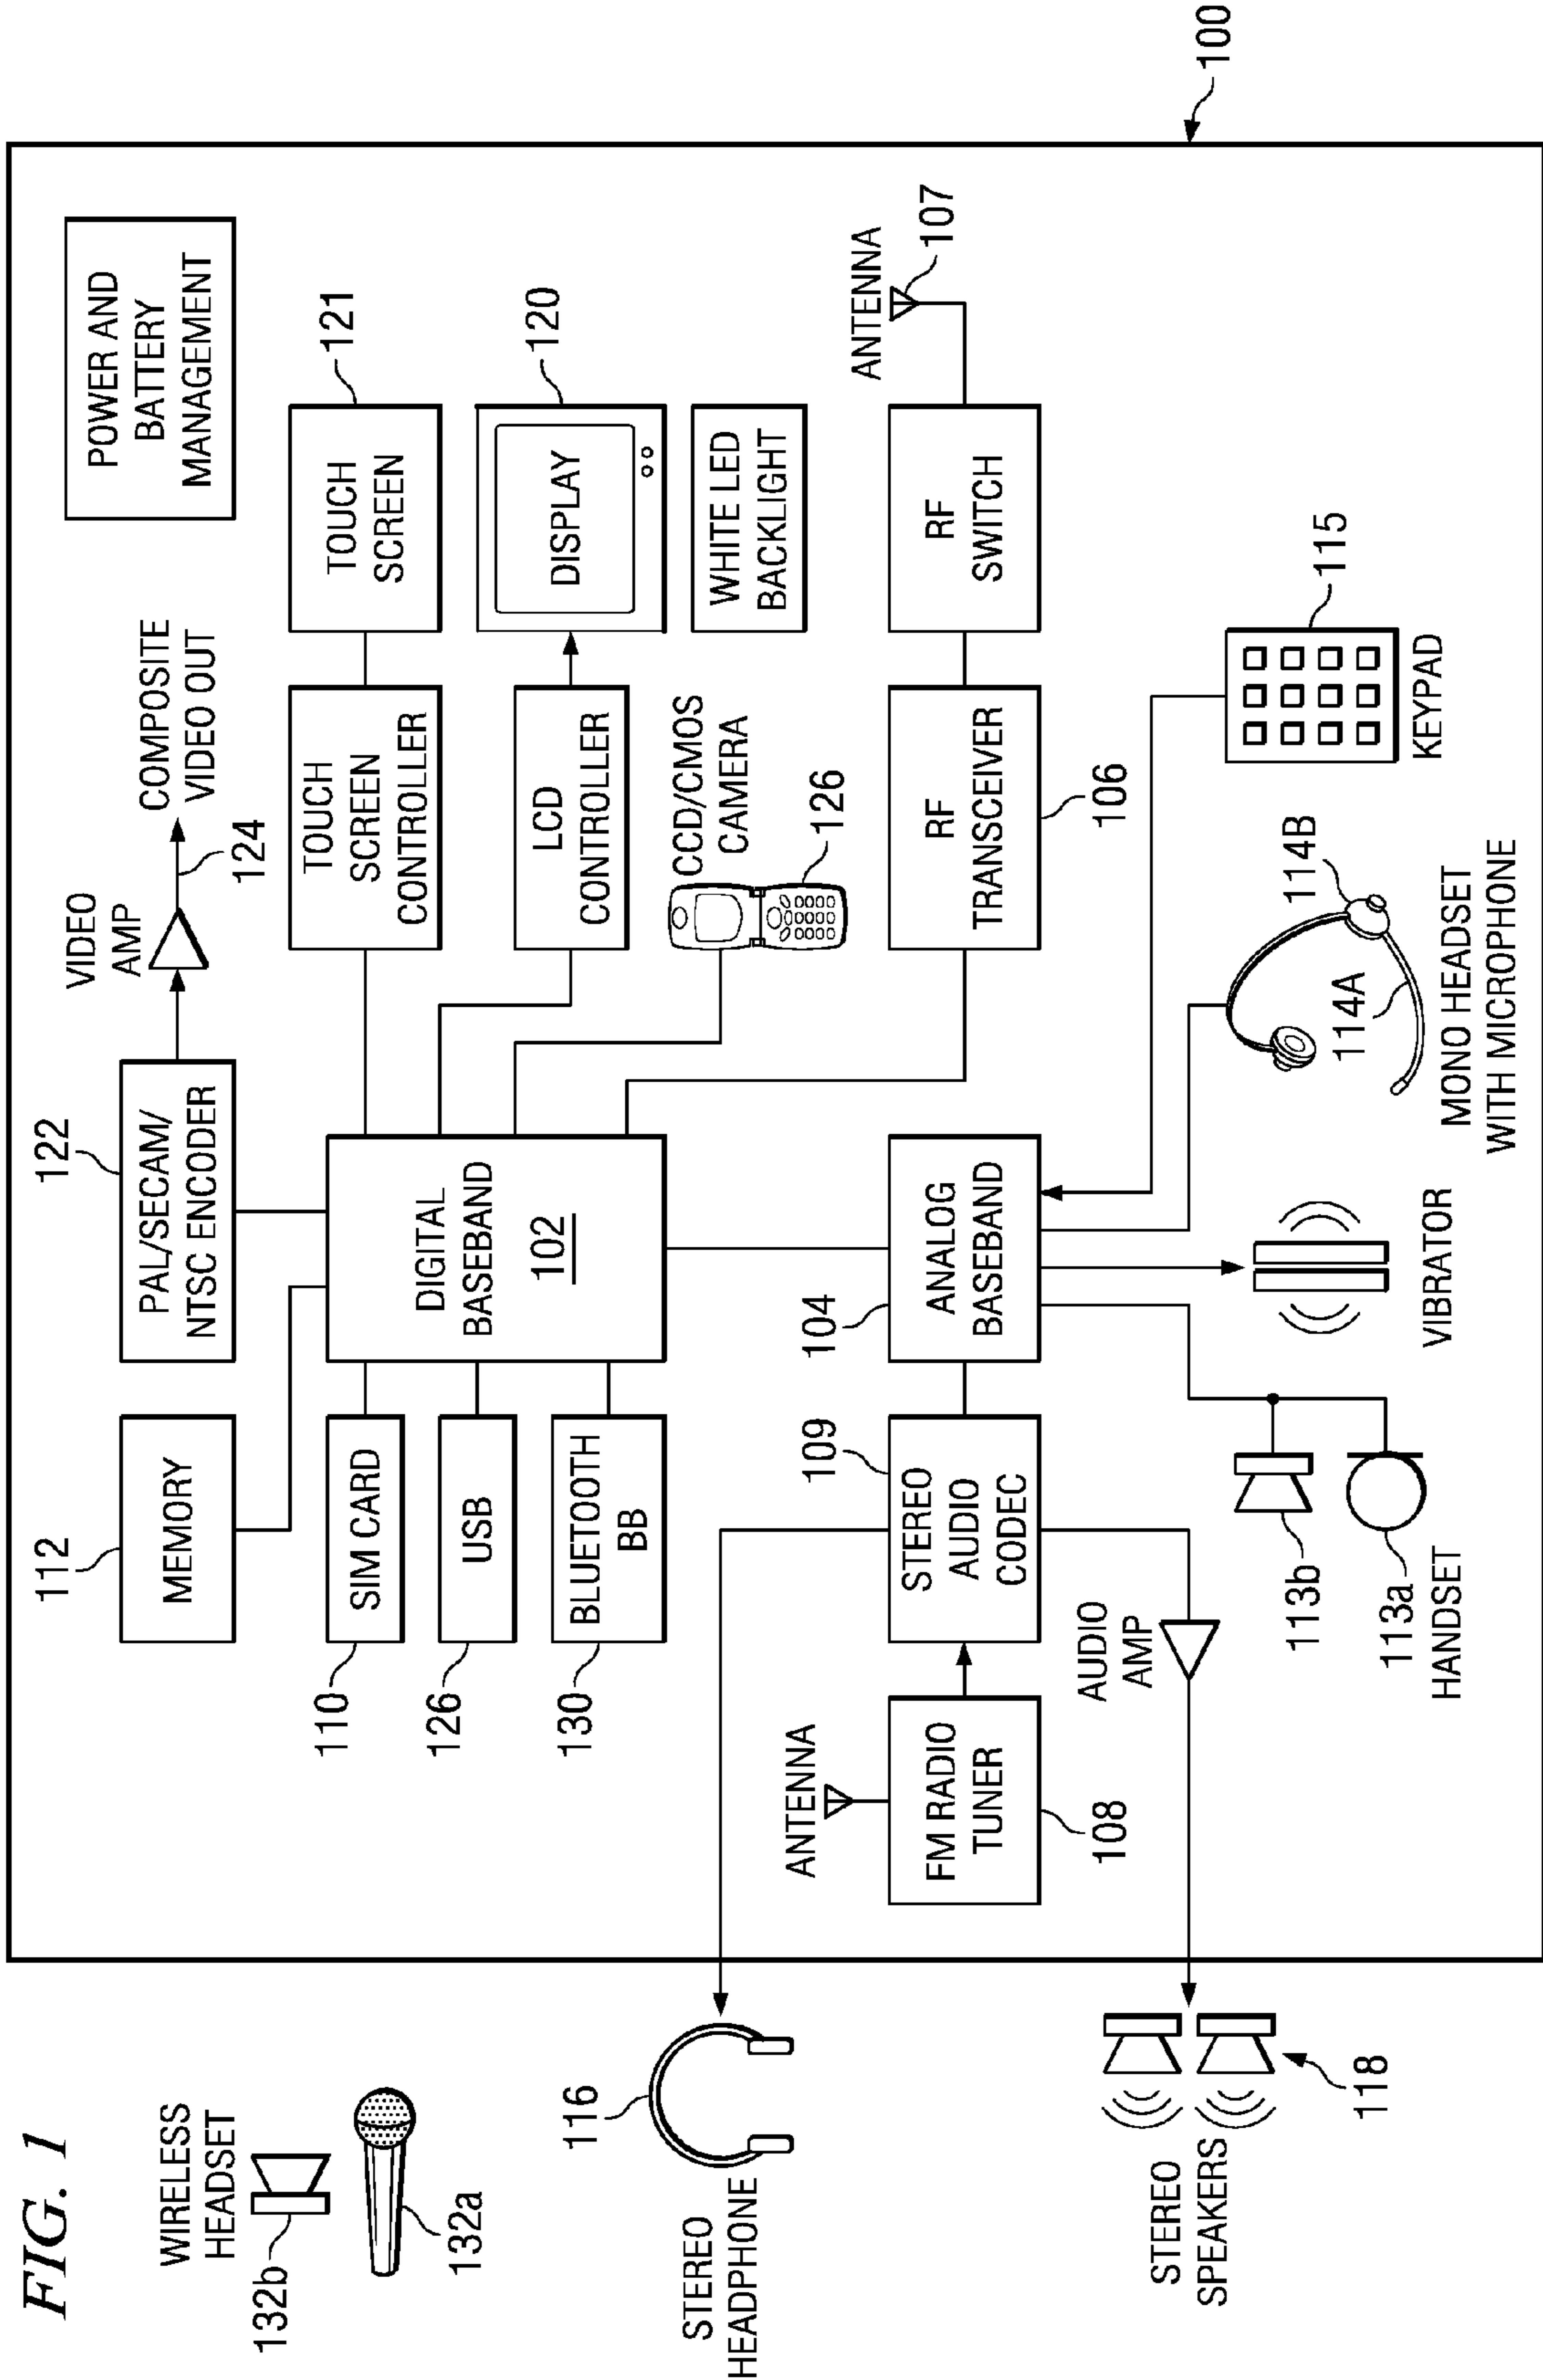 FIG. 1
WIRELESS
HEADSET
132b
132a
STEREO
HEADPHONE
116
STEREO
SPEAKERS
118
100
POWER AND
BATTERY
MANAGEMENT
112
MEMORY
122
PAL/SECAM/
NTSC ENCODER
VIDEO
AMP
124
COMPOSITE
VIDEO OUT
110
SIM CARD
126
USB
130
BLUETOOTH
BB
DIGITAL
BASEBAND
102
TOUCH
SCREEN
CONTROLLER
TOUCH
SCREEN
121
LCD
CONTROLLER
DISPLAY
120
CCD/CMOS
CAMERA
126
WHITE LED
BACKLIGHT
ANTENNA
FM RADIO
TUNER
108
109
STEREO
AUDIO
CODEC
104
ANALOG
BASEBAND
RF
TRANSCEIVER
106
RF
SWITCH
ANTENNA
107
AUDIO
AMP
113b
113a
HANDSET
VIBRATOR
114A
114B
MONO HEADSET
WITH MICROPHONE
115
KEYPAD